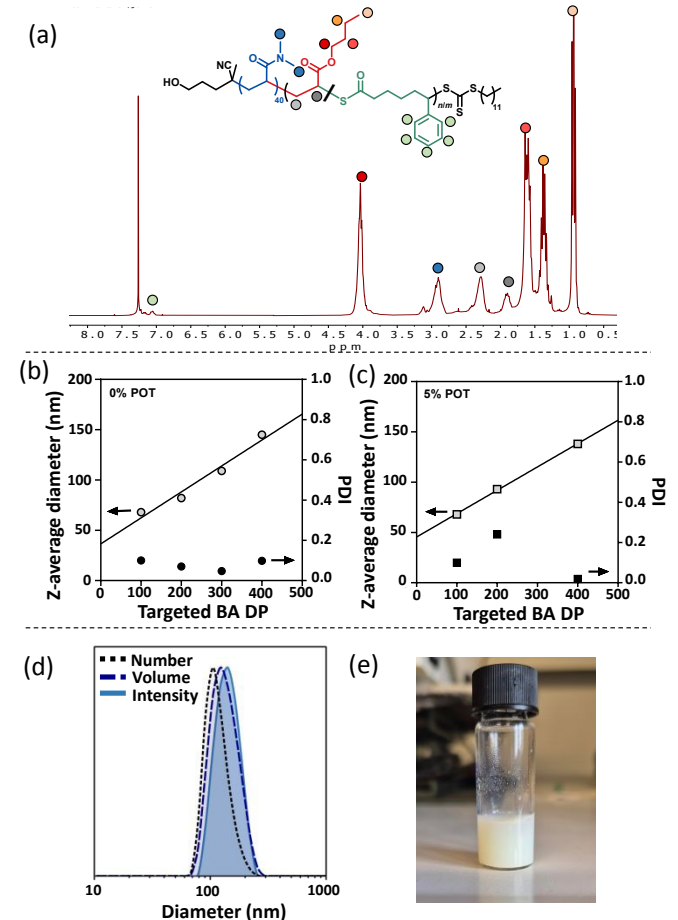 (a)
CN
O
N
O
O
O
HO
40
S
n/m
S
S
S
11
8.0 7.5 7.0 6.5 6.0 5.5 5.0 4.5 4.0 3.5 3.0 2.5 2.0 1.5 1.0 0.5
ppm
(b)
0% POT
Z-average diameter (nm)
200
150
100
50
0
1.0
0.8
0.6
0.4
0.2
0.0
PDI
0 100 200 300 400 500
Targeted BA DP
(c)
5% POT
Z-average diameter (nm)
200
150
100
50
0
1.0
0.8
0.6
0.4
0.2
0.0
PDI
0 100 200 300 400 500
Targeted BA DP
(d)
Number
Volume
Intensity
10 100 1000
Diameter (nm)
(e)